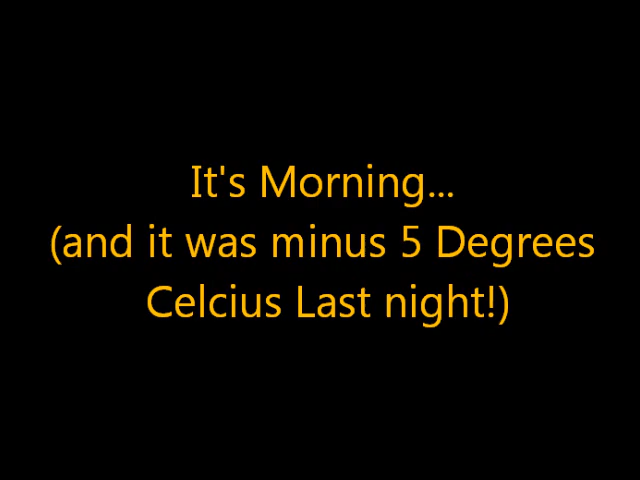 It's Morning...
(and it was minus 5 Degrees
Celcius Last night!)